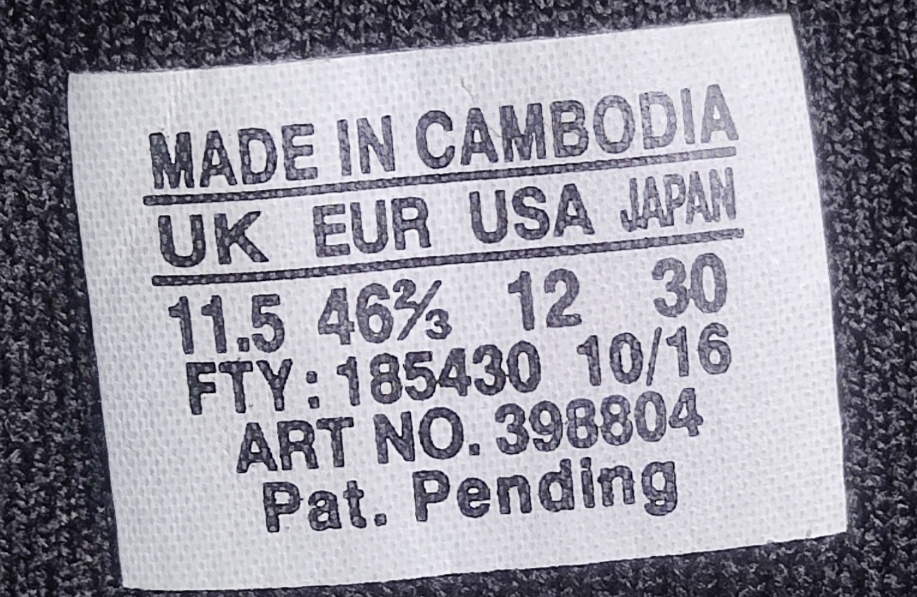 MADE IN CAMBODIA
UK EUR USA JAPAN
11.5 46⅔ 12 30
FTY: 185430 10/16
ART NO. 398804
Pat. Pending